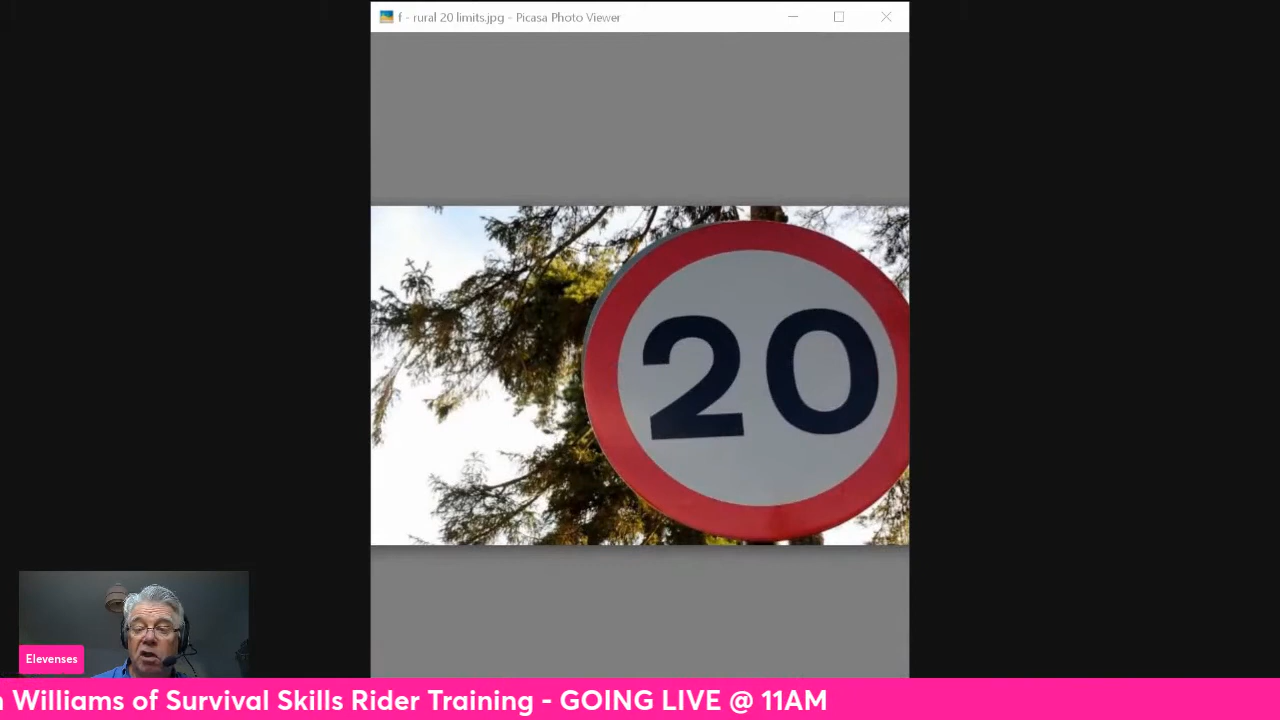 f - rural 20 limits.jpg - Picasa Photo Viewer
20
Elevenses
Williams of Survival Skills Rider Training - GOING LIVE @ 11AM